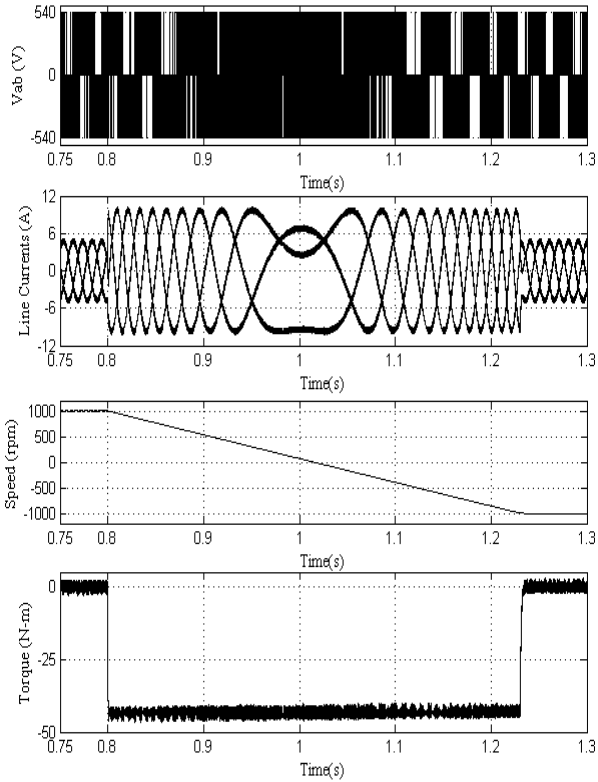 540
0
-540
Vab (V)
0.75 0.8 0.9 1 1.1 1.2 1.3
Time(s)
12
6
0
-6
-12
Line Currents (A)
0.75 0.8 0.9 1 1.1 1.2 1.3
Time(s)
1000
500
0
-500
-1000
Speed (rpm)
0.75 0.8 0.9 1 1.1 1.2 1.3
Time(s)
0
-25
-50
Torque (N-m)
0.75 0.8 0.9 1 1.1 1.2 1.3
Time(s)